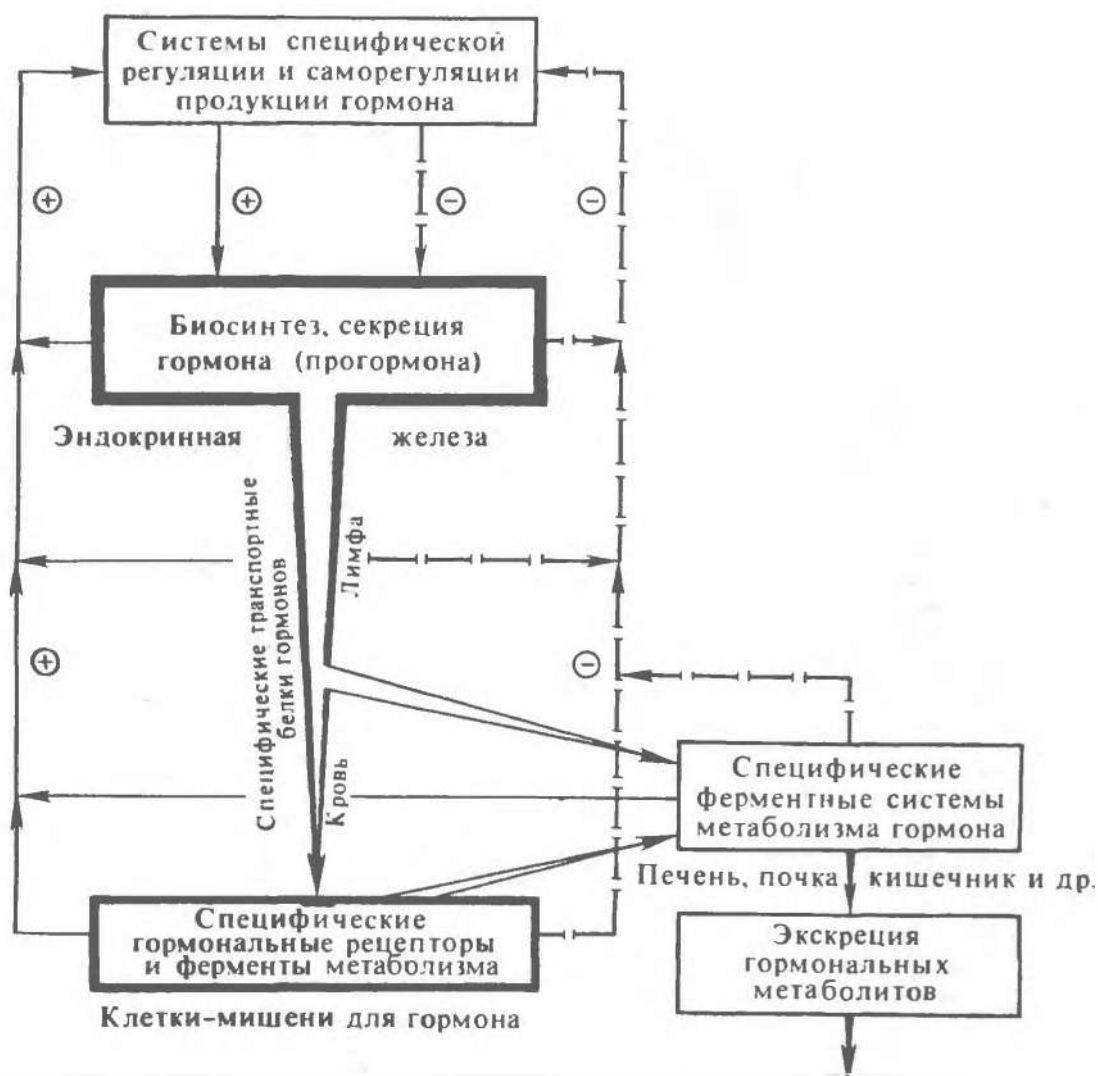 Системы специфической
регуляции и саморегуляции
продукции гормона
⊕
⊕
⊖
⊖
Биосинтез, секреция
гормона (прогормона)
Эндокринная железа
Специфические транспортные
белки гормонов
Лимфа
Кровь
⊕
⊖
Специфические
ферментные системы
метаболизма гормона
Печень, почка кишечник и др.
Специфические
гормональные рецепторы
и ферменты метаболизма
Клетки-мишени для гормона
Экскреция
гормональных
метаболитов